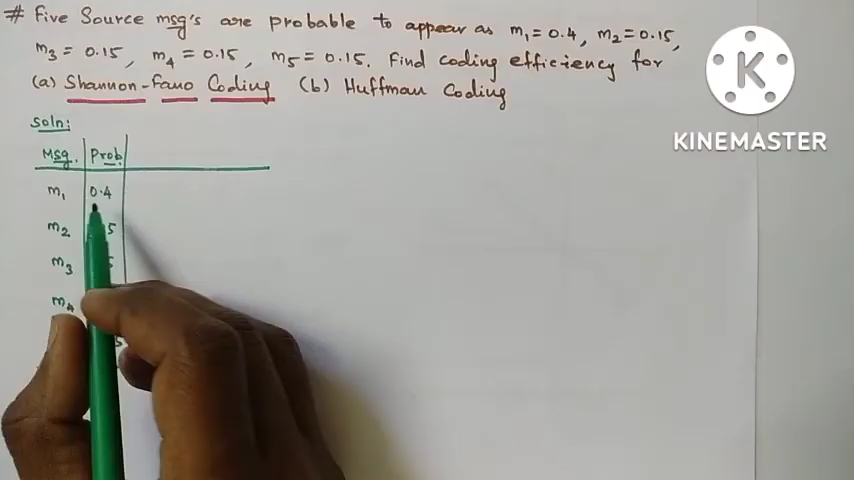 # Five Source msg's are probable to appear as m₁ = 0.4, m₂ = 0.15,
m₃ = 0.15, m₄ = 0.15, m₅ = 0.15. Find coding efficiency for
(a) Shannon-Fano Coding (b) Huffman Coding
K
KINEMASTER
Soln:
Msg. Prob
m₁ 0.4
m₂
m₃
m₄